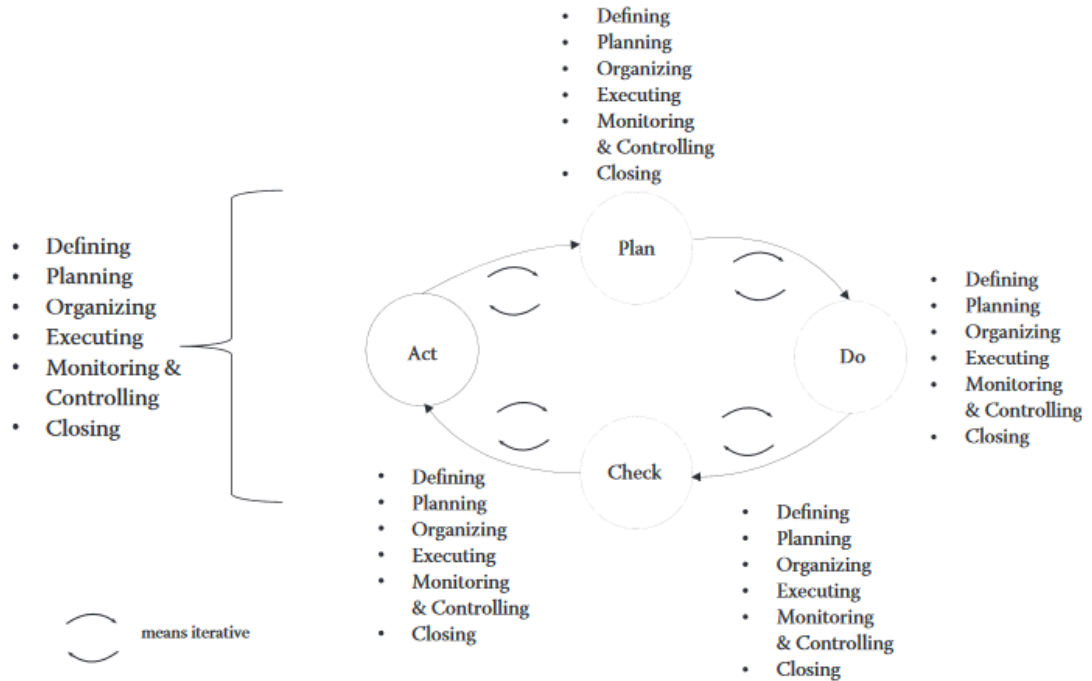 • Defining
• Planning
• Organizing
• Executing
• Monitoring
& Controlling
• Closing
• Defining
• Planning
• Organizing
• Executing
• Monitoring &
Controlling
• Closing
Plan
Act
Do
Check
• Defining
• Planning
• Organizing
• Executing
• Monitoring
& Controlling
• Closing
• Defining
• Planning
• Organizing
• Executing
• Monitoring
& Controlling
• Closing
• Defining
• Planning
• Organizing
• Executing
• Monitoring
& Controlling
• Closing
means iterative